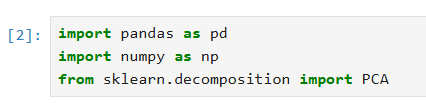 [2]: import pandas as pd
import numpy as np
from sklearn.decomposition import PCA